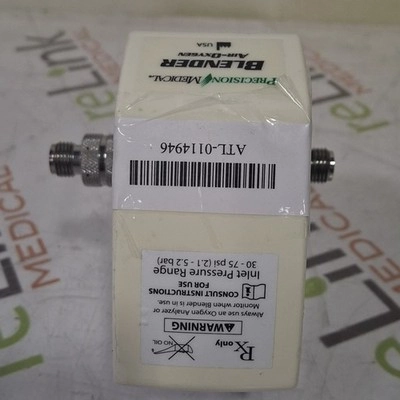 Rx only
NO OIL
WARNING
Always use an Oxygen Analyzer or
Monitor when Blender is in use.
CONSULT INSTRUCTIONS
FOR USE
Inlet Pressure Range
30 - 75 psi (2.1 - 5.2 bar)
ATL-0114946
PRECISION MEDICAL
BLENDER
AIR-OXYGEN
USA
reLink
MEDICAL